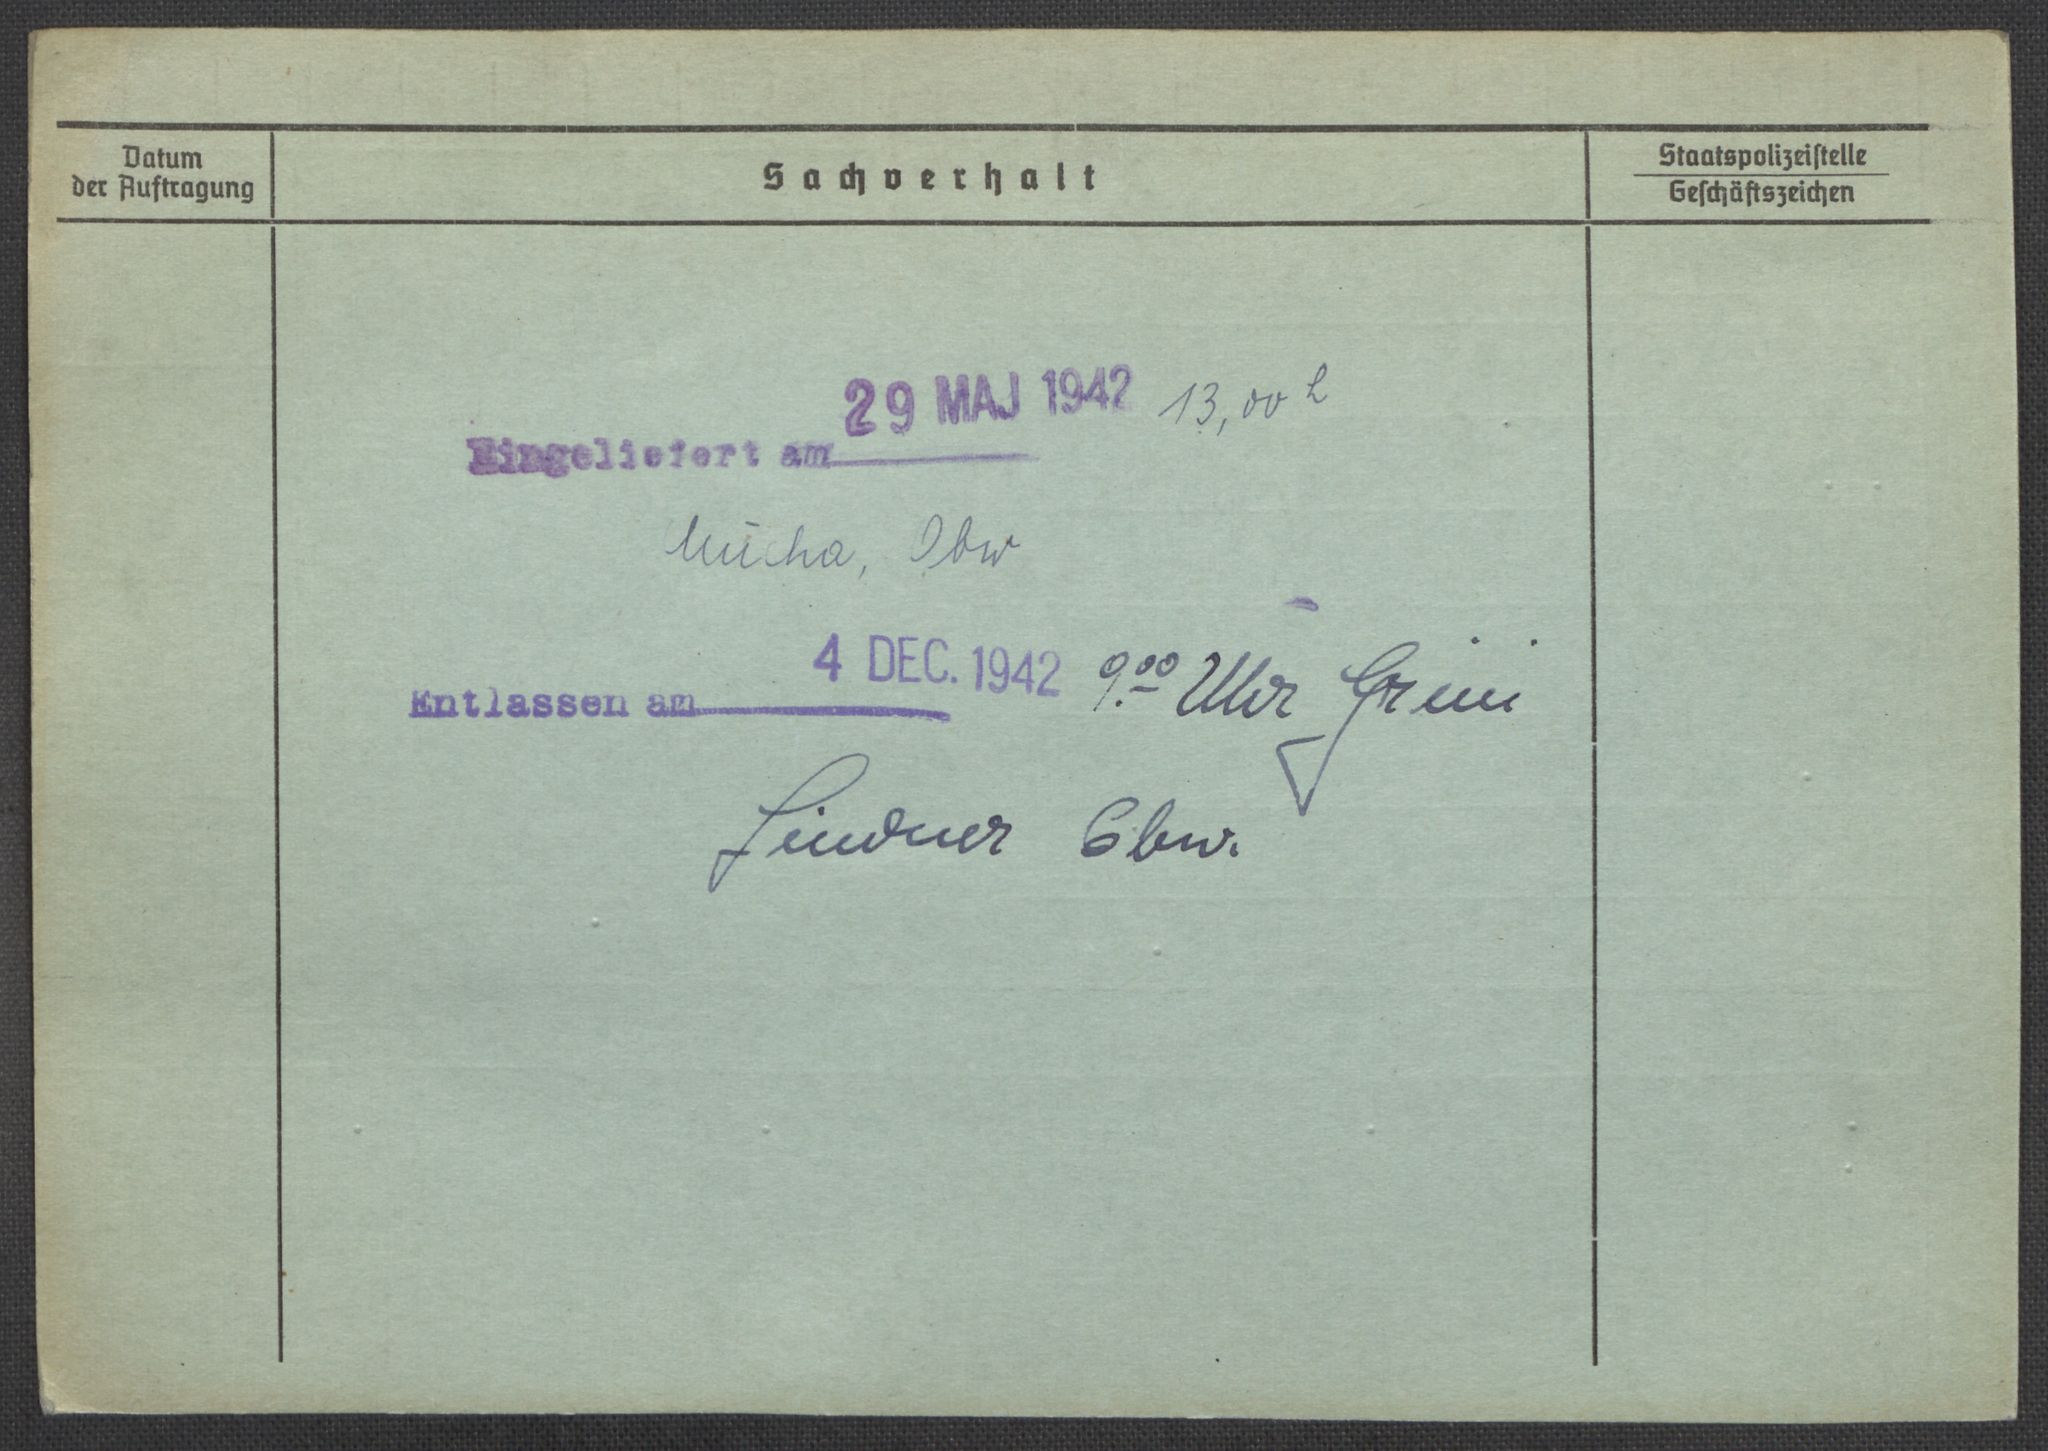 Datum
der Auftragung
Sachverhalt
Staatspolizeistelle
Geschäftszeichen
29 MAJ 1942 13,00 h
Eingeliefert am
Mucha, Obw
4 DEC. 1942 9.00 Uhr Grini
Entlassen am
Lindner Obw.